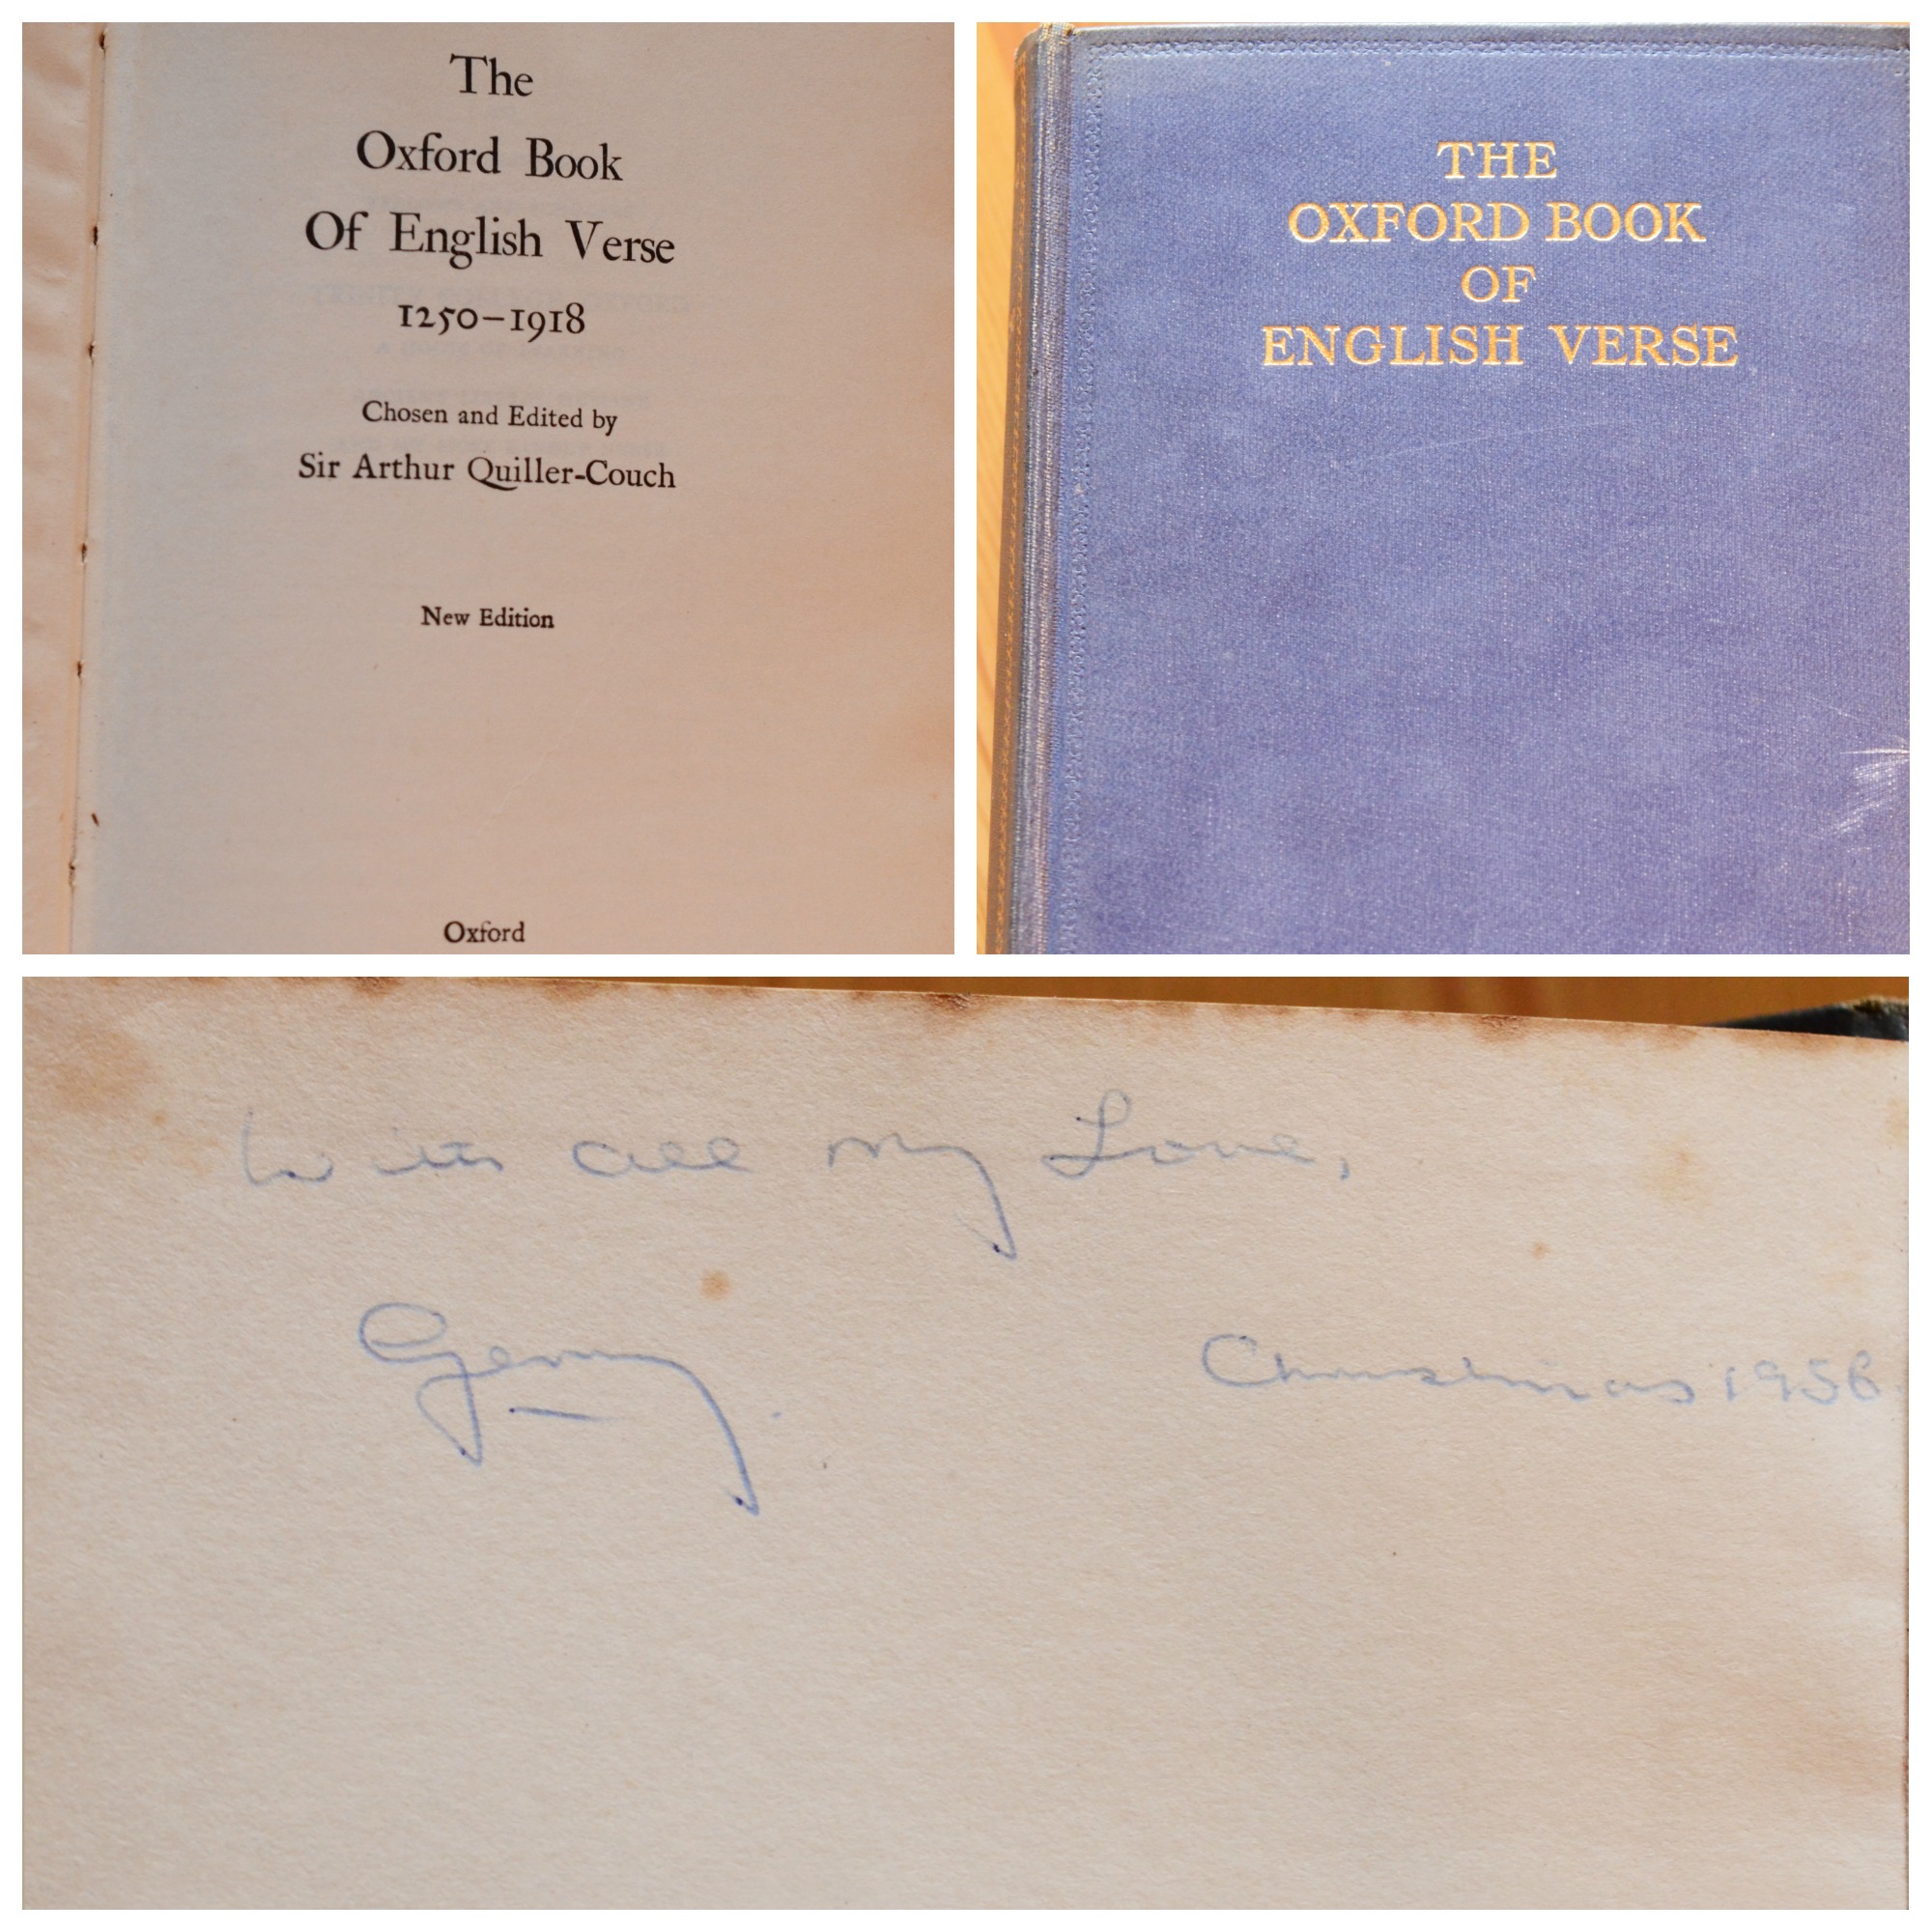 The
Oxford Book
Of English Verse
1250–1918
Chosen and Edited by
Sir Arthur Quiller-Couch
New Edition
Oxford
THE
OXFORD BOOK
OF
ENGLISH VERSE
With all my Love,
Gerry.
Christmas 1956.